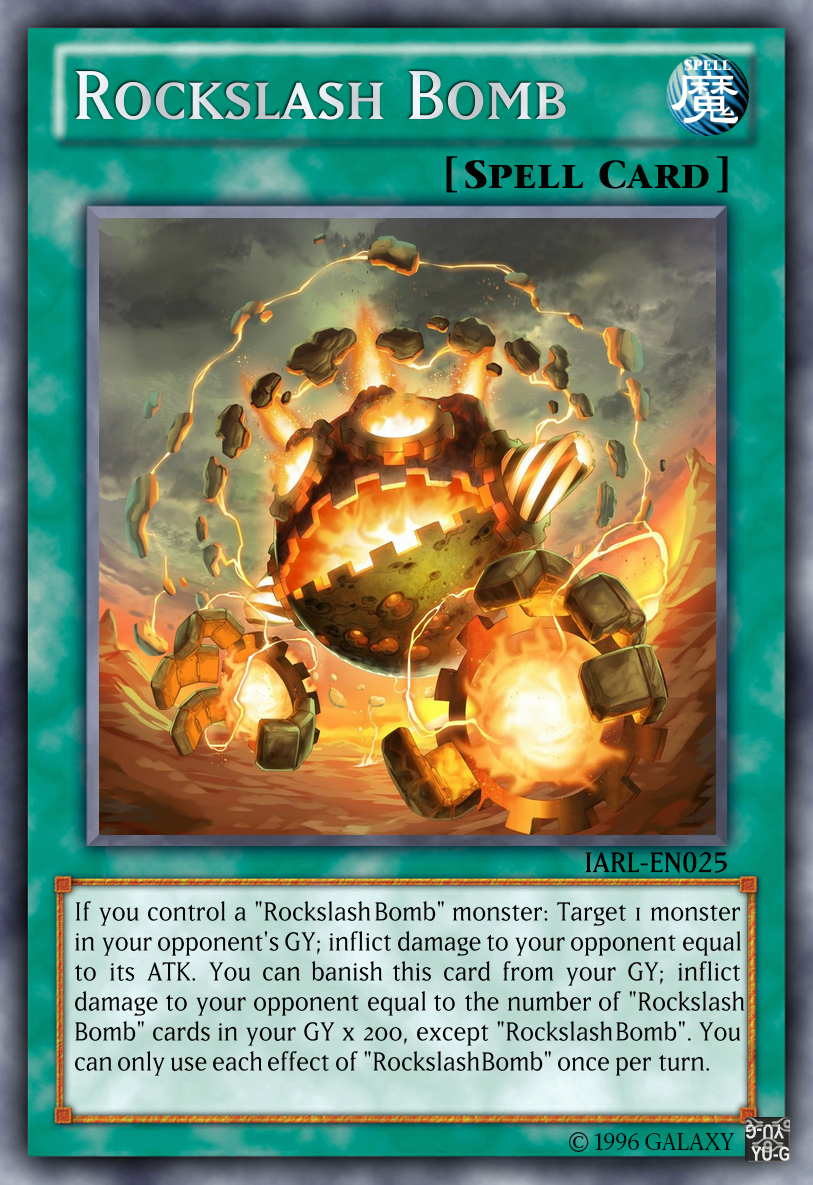 Rockslash Bomb
SPELL
魔
[Spell Card]
IARL-EN025
If you control a "Rockslash Bomb" monster: Target 1 monster
in your opponent's GY; inflict damage to your opponent equal
to its ATK. You can banish this card from your GY; inflict
damage to your opponent equal to the number of "Rockslash
Bomb" cards in your GY x 200, except "Rockslash Bomb". You
can only use each effect of "Rockslash Bomb" once per turn.
© 1996 GALAXY
YU-G
YU-G